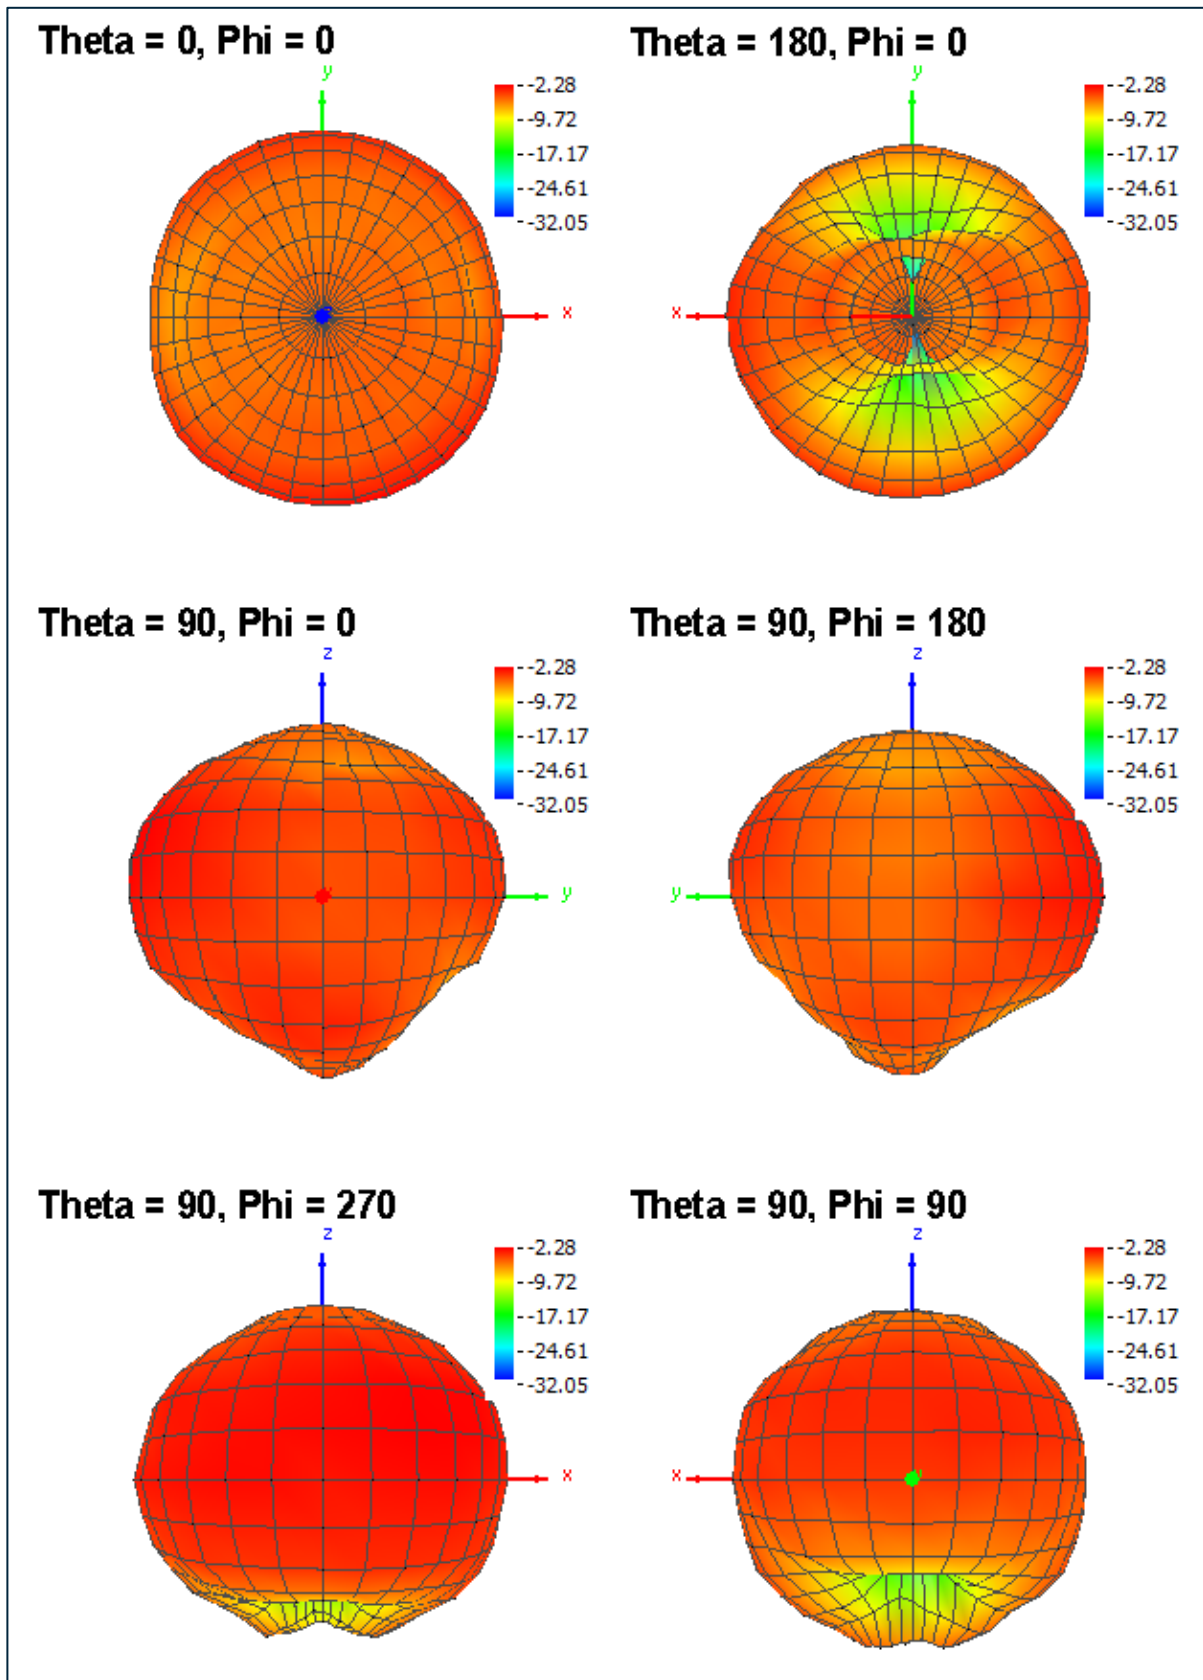 Theta = 0, Phi = 0
y
--2.28
--9.72
--17.17
--24.61
--32.05
x
Theta = 180, Phi = 0
y
--2.28
--9.72
--17.17
--24.61
--32.05
x
Theta = 90, Phi = 0
z
--2.28
--9.72
--17.17
--24.61
--32.05
y
Theta = 90, Phi = 180
z
--2.28
--9.72
--17.17
--24.61
--32.05
y
Theta = 90, Phi = 270
z
--2.28
--9.72
--17.17
--24.61
--32.05
x
Theta = 90, Phi = 90
z
--2.28
--9.72
--17.17
--24.61
--32.05
x